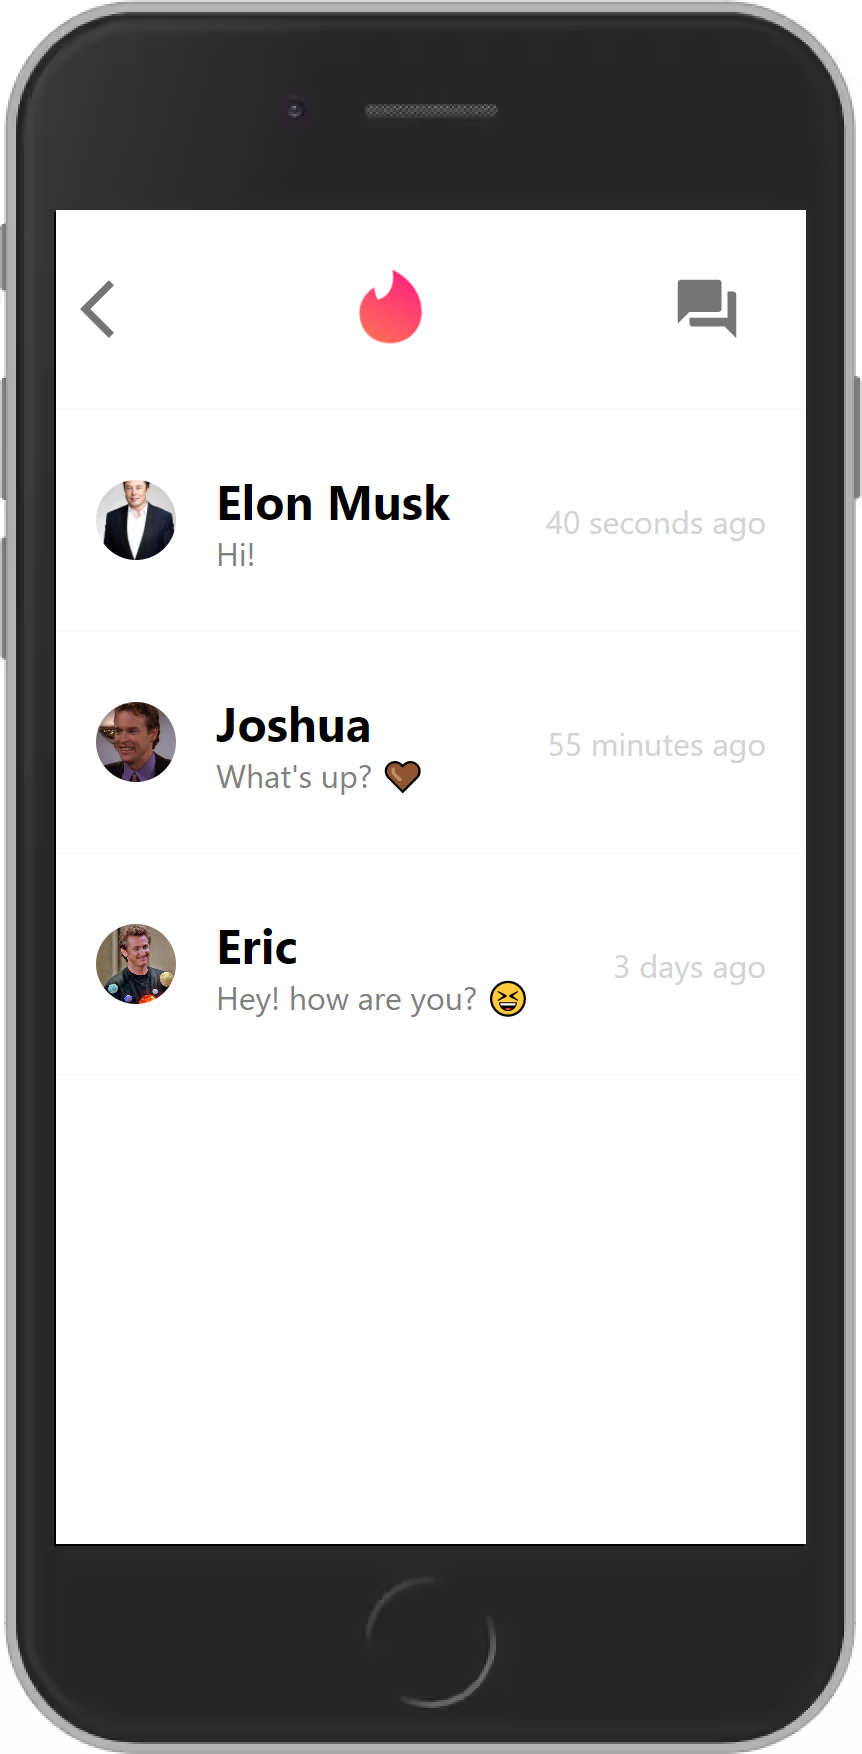 Elon Musk
40 seconds ago
Hi!
Joshua
55 minutes ago
What's up? 🤎
Eric
3 days ago
Hey! how are you? 😆